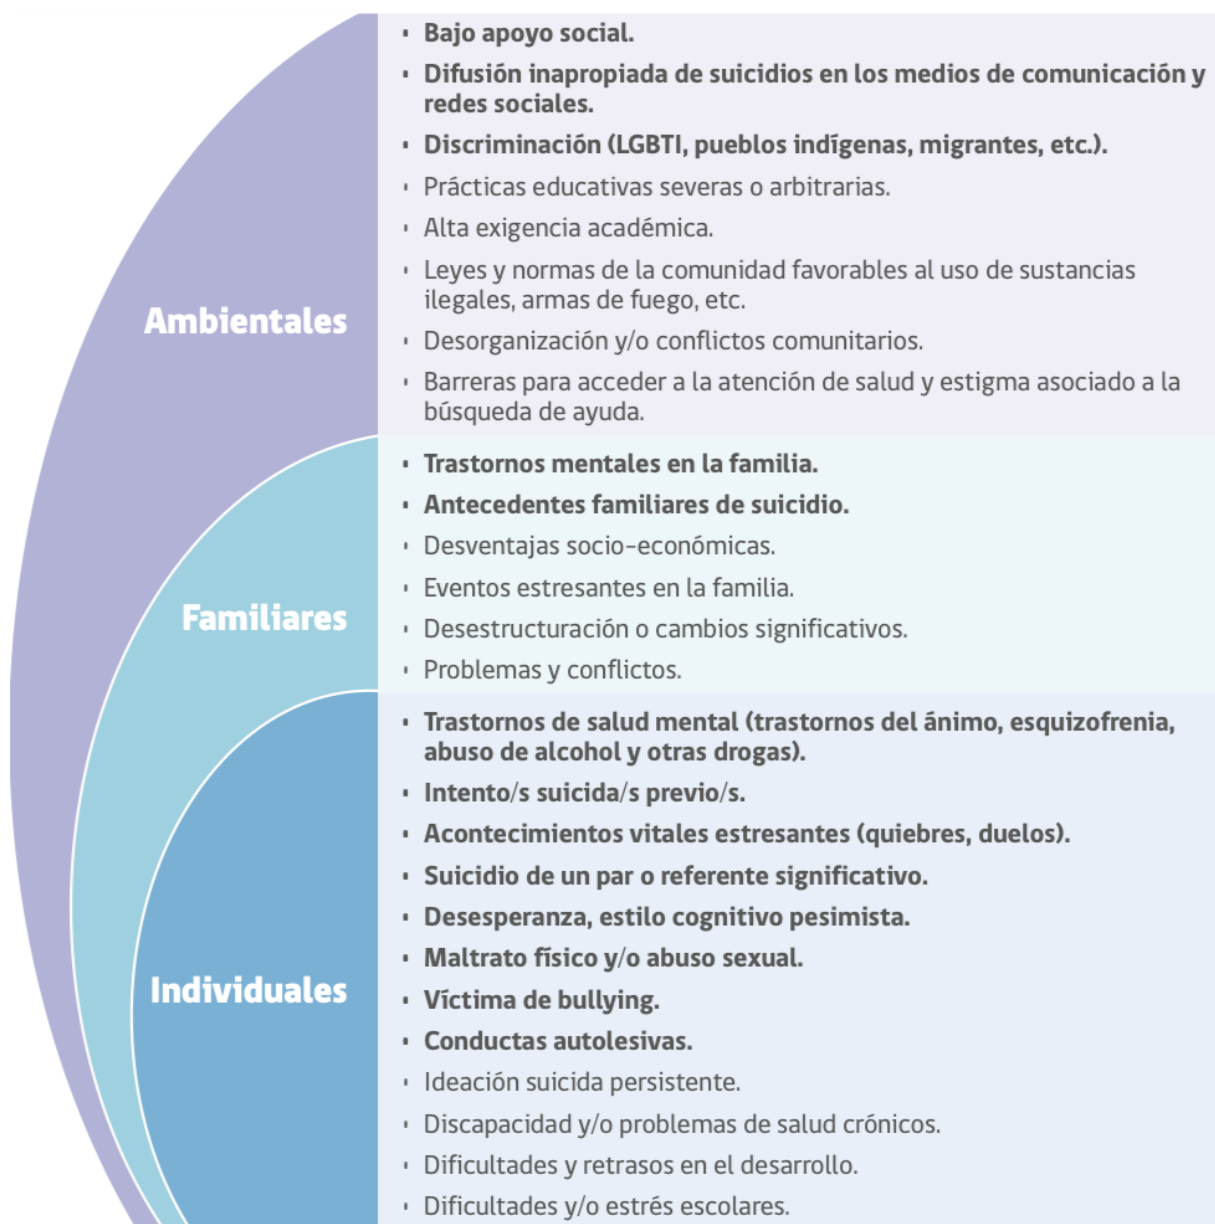 Ambientales
· Bajo apoyo social.
· Difusión inapropiada de suicidios en los medios de comunicación y
redes sociales.
· Discriminación (LGBTI, pueblos indígenas, migrantes, etc.).
· Prácticas educativas severas o arbitrarias.
· Alta exigencia académica.
· Leyes y normas de la comunidad favorables al uso de sustancias
ilegales, armas de fuego, etc.
· Desorganización y/o conflictos comunitarios.
· Barreras para acceder a la atención de salud y estigma asociado a la
búsqueda de ayuda.
Familiares
· Trastornos mentales en la familia.
· Antecedentes familiares de suicidio.
· Desventajas socio-económicas.
· Eventos estresantes en la familia.
· Desestructuración o cambios significativos.
· Problemas y conflictos.
Individuales
· Trastornos de salud mental (trastornos del ánimo, esquizofrenia,
abuso de alcohol y otras drogas).
· Intento/s suicida/s previo/s.
· Acontecimientos vitales estresantes (quiebres, duelos).
· Suicidio de un par o referente significativo.
· Desesperanza, estilo cognitivo pesimista.
· Maltrato físico y/o abuso sexual.
· Víctima de bullying.
· Conductas autolesivas.
· Ideación suicida persistente.
· Discapacidad y/o problemas de salud crónicos.
· Dificultades y retrasos en el desarrollo.
· Dificultades y/o estrés escolares.